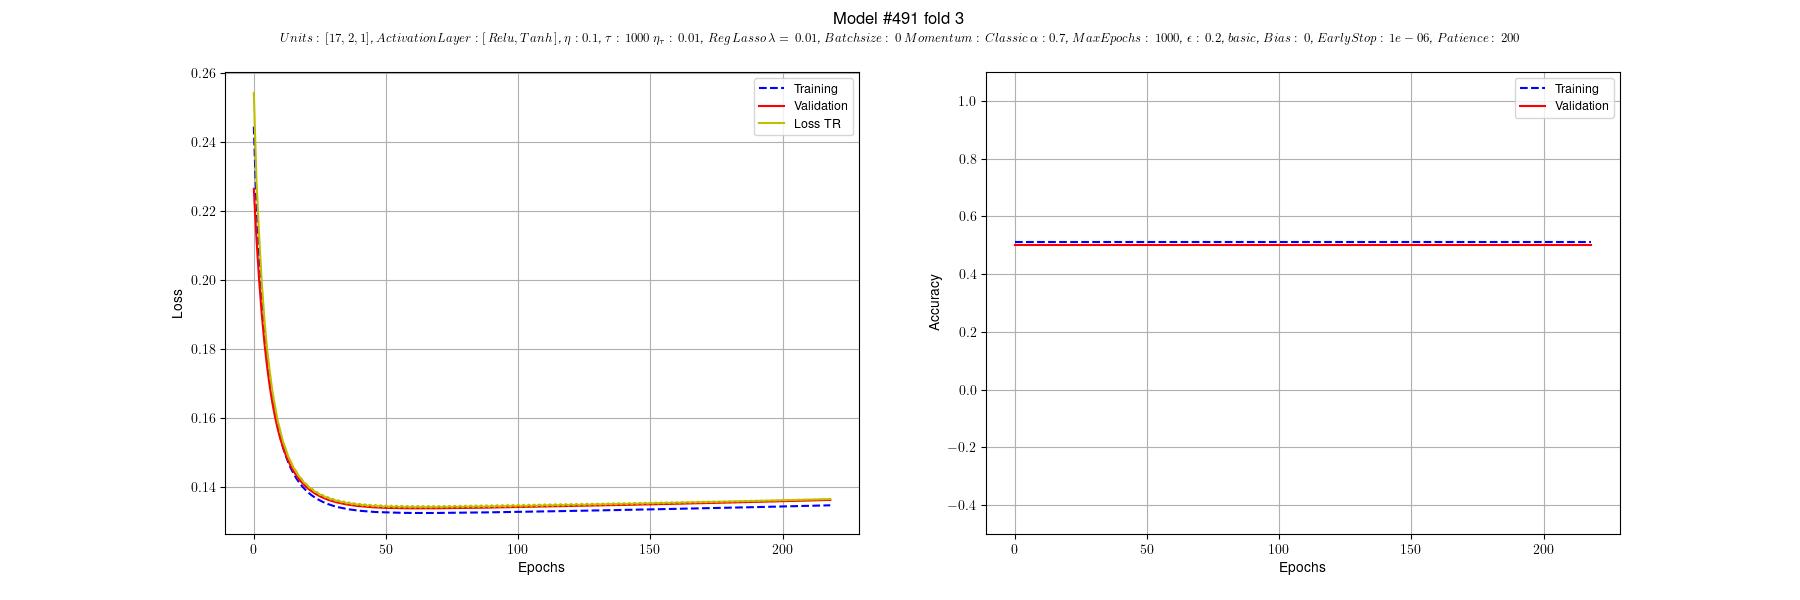 Model #491 fold 3
Units : [17, 2, 1], ActivationLayer : [Relu, Tanh], η : 0.1, τ : 1000 η_τ : 0.01, Reg Lasso λ = 0.01, Batchsize : 0 Momentum : Classic α : 0.7, MaxEpochs : 1000, ϵ : 0.2, basic, Bias : 0, EarlyStop : 1e − 06, Patience : 200
0.26
0.24
0.22
0.20
0.18
0.16
0.14
Loss
Training
Validation
Loss TR
0 50 100 150 200
Epochs
1.0
0.8
0.6
0.4
0.2
0.0
−0.2
−0.4
Accuracy
Training
Validation
0 50 100 150 200
Epochs